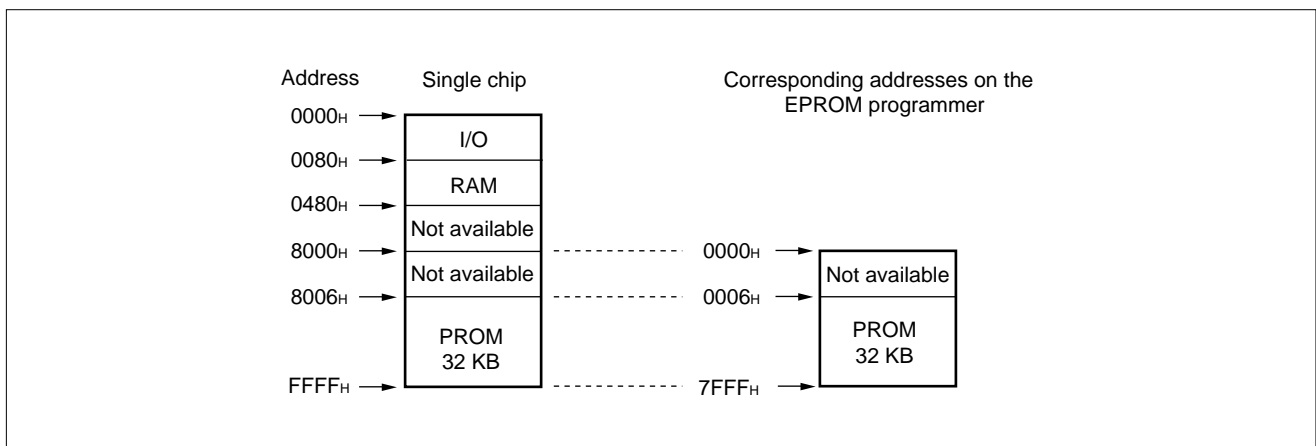 Address
Single chip
Corresponding addresses on the
EPROM programmer
0000H
I/O
0080H
RAM
0480H
Not available
8000H
0000H
Not available
Not available
8006H
0006H
PROM
32 KB
PROM
32 KB
FFFFH
7FFFH